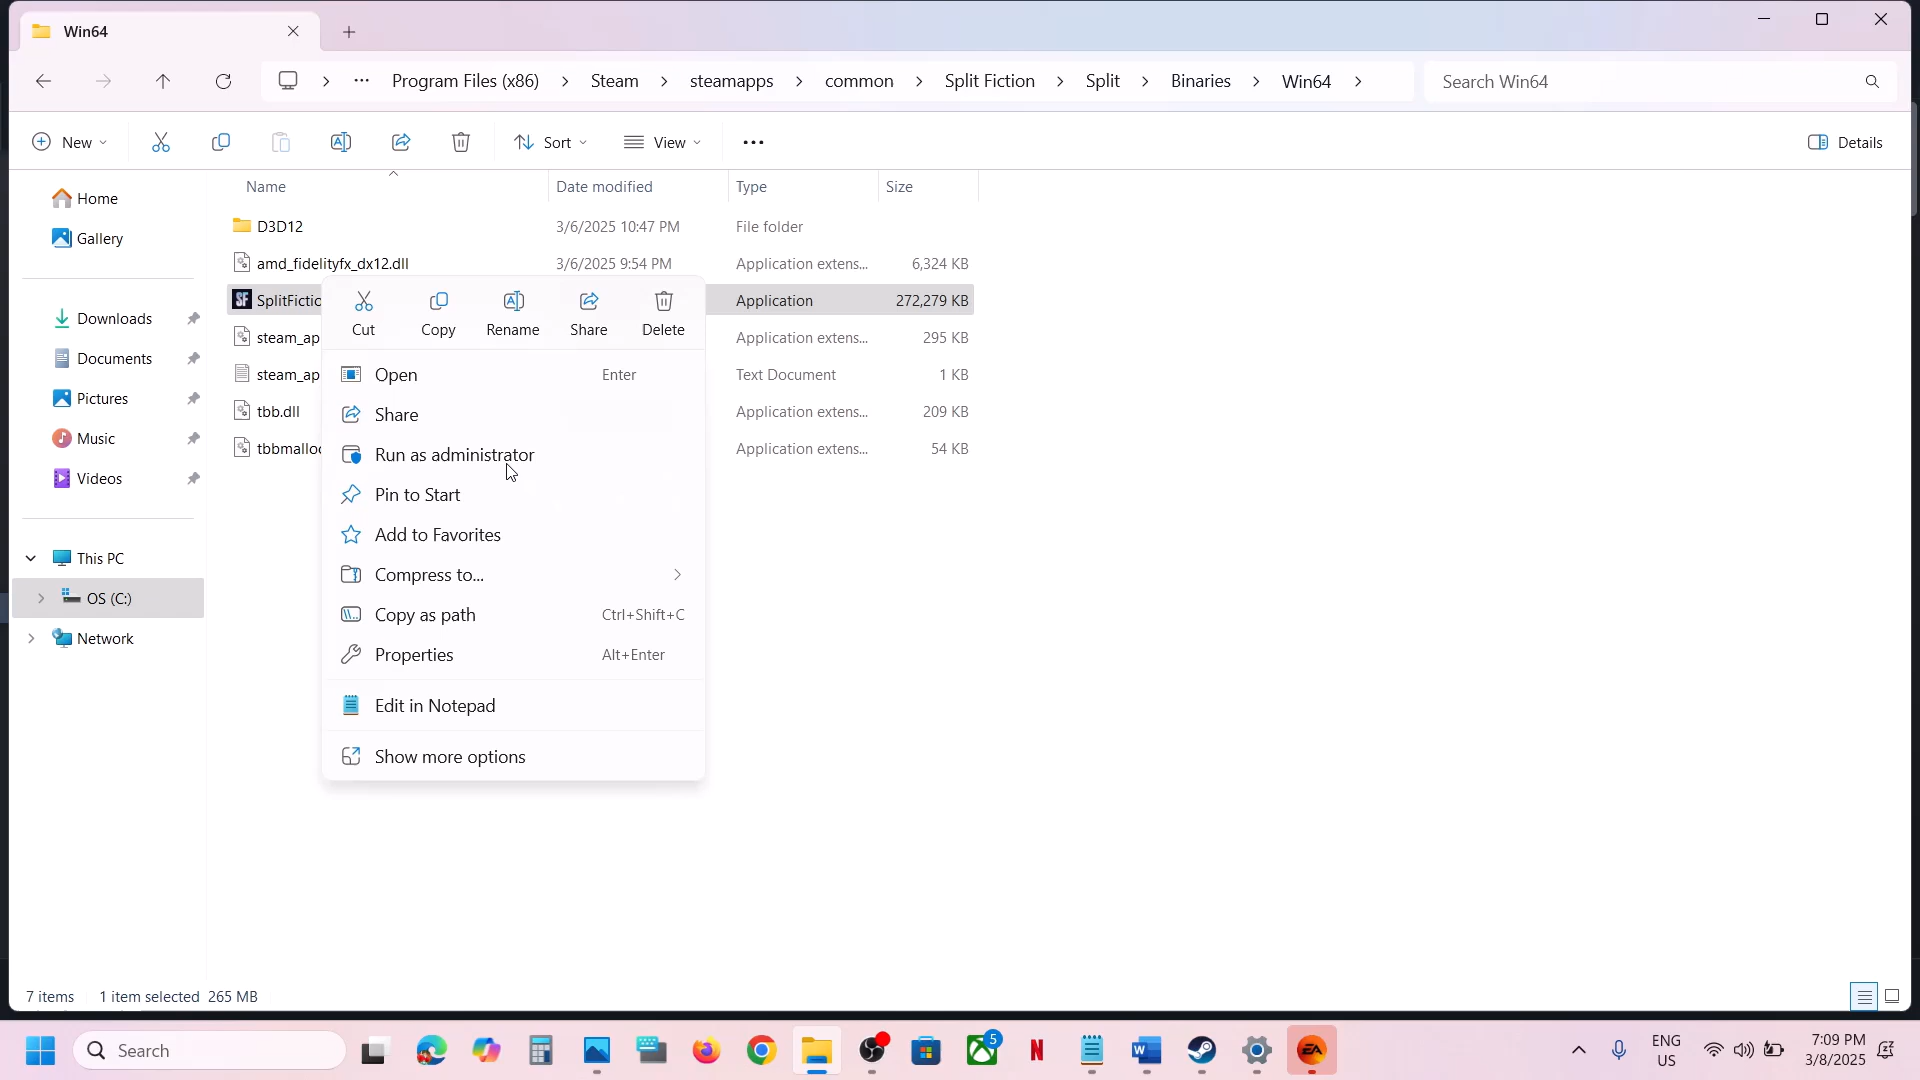 Win64
··· > Program Files (x86) > Steam > steamapps > common > Split Fiction > Split > Binaries > Win64 >
Search Win64
New
Sort
View
···
Details
Name Date modified Type Size
Home
Gallery
Downloads
Documents
Pictures
Music
Videos
This PC
OS (C:)
Network
D3D12 3/6/2025 10:47 PM File folder
amd_fidelityfx_dx12.dll 3/6/2025 9:54 PM Application extens... 6,324 KB
SF SplitFictio Application 272,279 KB
steam_ap Application extens... 295 KB
steam_ap Text Document 1 KB
tbb.dll Application extens... 209 KB
tbbmalloc Application extens... 54 KB
Cut Copy Rename Share Delete
Open Enter
Share
Run as administrator
Pin to Start
Add to Favorites
Compress to...
Copy as path Ctrl+Shift+C
Properties Alt+Enter
Edit in Notepad
Show more options
7 items 1 item selected 265 MB
Search
5
N
EA
ENG
US
7:09 PM
3/8/2025